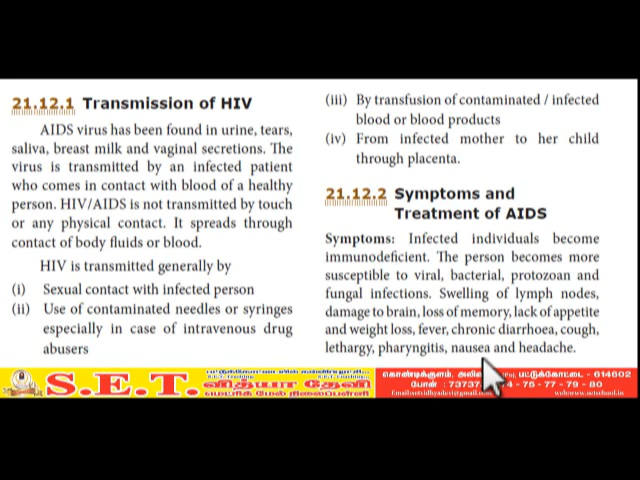 21.12.1 Transmission of HIV
AIDS virus has been found in urine, tears,
saliva, breast milk and vaginal secretions. The
virus is transmitted by an infected patient
who comes in contact with blood of a healthy
person. HIV/AIDS is not transmitted by touch
or any physical contact. It spreads through
contact of body fluids or blood.
HIV is transmitted generally by
(i) Sexual contact with infected person
(ii) Use of contaminated needles or syringes
especially in case of intravenous drug
abusers
(iii) By transfusion of contaminated / infected
blood or blood products
(iv) From infected mother to her child
through placenta.
21.12.2 Symptoms and
Treatment of AIDS
Symptoms: Infected individuals become
immunodeficient. The person becomes more
susceptible to viral, bacterial, protozoan and
fungal infections. Swelling of lymph nodes,
damage to brain, loss of memory, lack of appetite
and weight loss, fever, chronic diarrhoea, cough,
lethargy, pharyngitis, nausea and headache.
S.E.T.
வித்யா தேவி
மெட்ரிக் மேல் நிலைப்பள்ளி
கொண்டிக்குளம், பட்டுக்கோட்டை - 614602
போன் : 73737 4 - 76 - 77 - 79 - 80